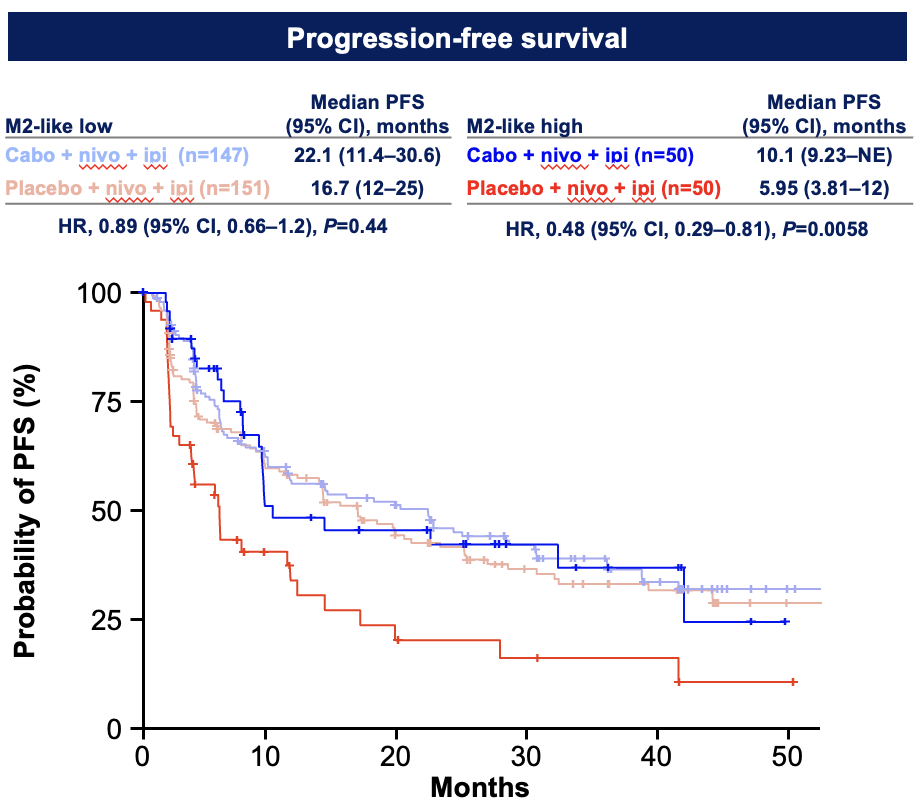 Progression-free survival
Median PFS
M2-like low (95% CI), months
Cabo + nivo + ipi (n=147) 22.1 (11.4–30.6)
Placebo + nivo + ipi (n=151) 16.7 (12–25)
HR, 0.89 (95% CI, 0.66–1.2), P=0.44
Median PFS
M2-like high (95% CI), months
Cabo + nivo + ipi (n=50) 10.1 (9.23–NE)
Placebo + nivo + ipi (n=50) 5.95 (3.81–12)
HR, 0.48 (95% CI, 0.29–0.81), P=0.0058
Probability of PFS (%)
100
75
50
25
0
0 10 20 30 40 50
Months